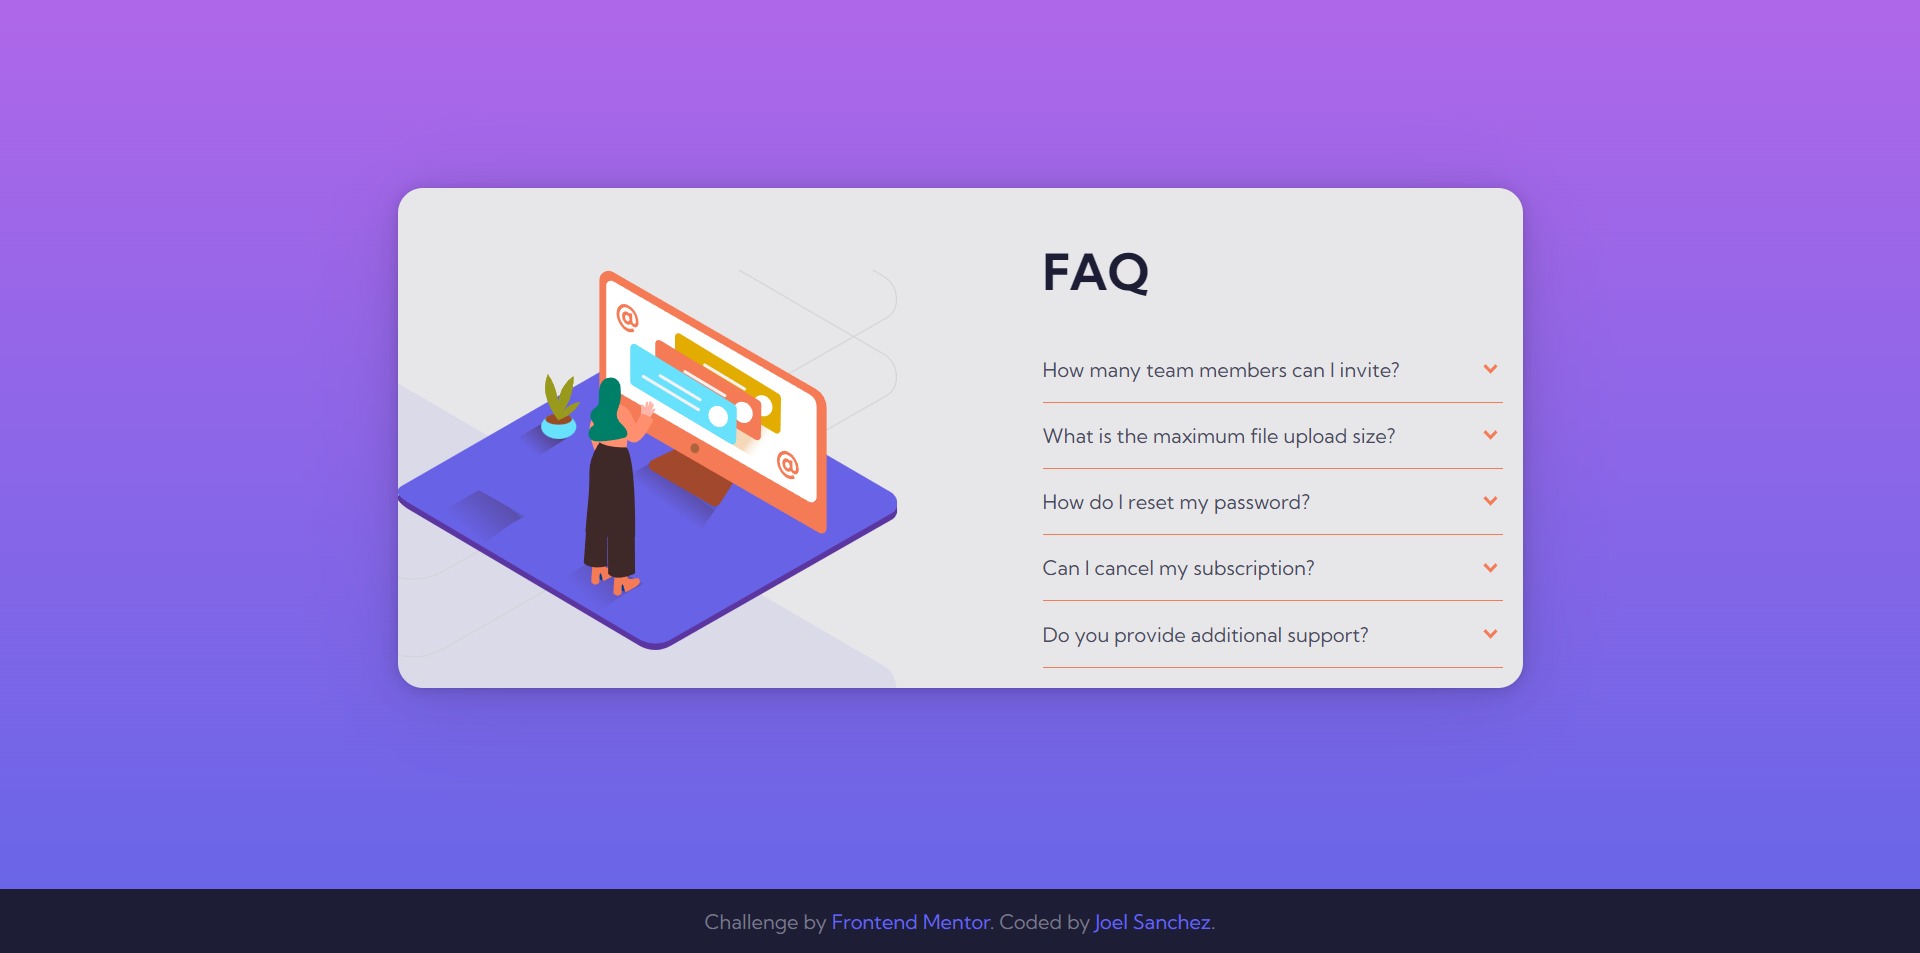 FAQ
How many team members can I invite?
What is the maximum file upload size?
How do I reset my password?
Can I cancel my subscription?
Do you provide additional support?
@
@
Challenge by Frontend Mentor. Coded by Joel Sanchez.